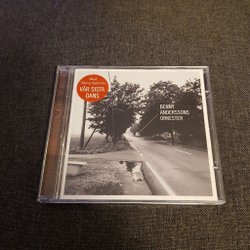 VÅR SISTA
DANS
BENNY
ANDERSSONS
ORKESTER